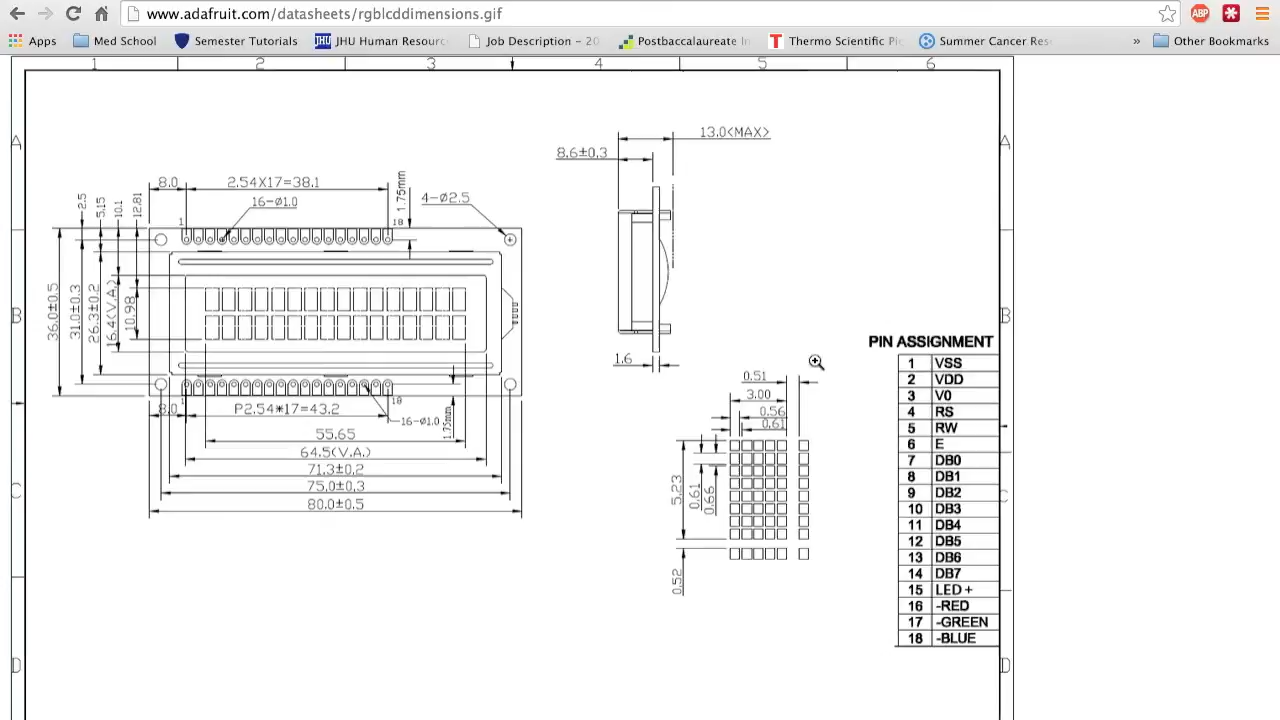 www.adafruit.com/datasheets/rgblcddimensions.gif
ABP
Apps Med School Semester Tutorials JHU JHU Human Resourc Job Description – 20 Postbaccalaureate In T Thermo Scientific Pi Summer Cancer Res » Other Bookmarks
1 2 3 4 5 6
A A
13.0<MAX>
8.6±0.3
8.0 2.54X17=38.1 1.75mm
16-Ø1.0 4-Ø2.5
2.5 5.15 10.1 12.81
1 18
36.0±0.5 31.0±0.3 26.3±0.2 16.4(V.A.) 10.98
B B
1.6
8.0 1 P2.54*17=43.2 18 16-Ø1.0 1.75mm
55.65
64.5(V.A.)
71.3±0.2
75.0±0.3
80.0±0.5
0.51
3.00
0.56
0.61
5.23 0.61 0.66
0.52
C C
PIN ASSIGNMENT
1 VSS
2 VDD
3 V0
4 RS
5 RW
6 E
7 DB0
8 DB1
9 DB2
10 DB3
11 DB4
12 DB5
13 DB6
14 DB7
15 LED +
16 -RED
17 -GREEN
18 -BLUE
D D